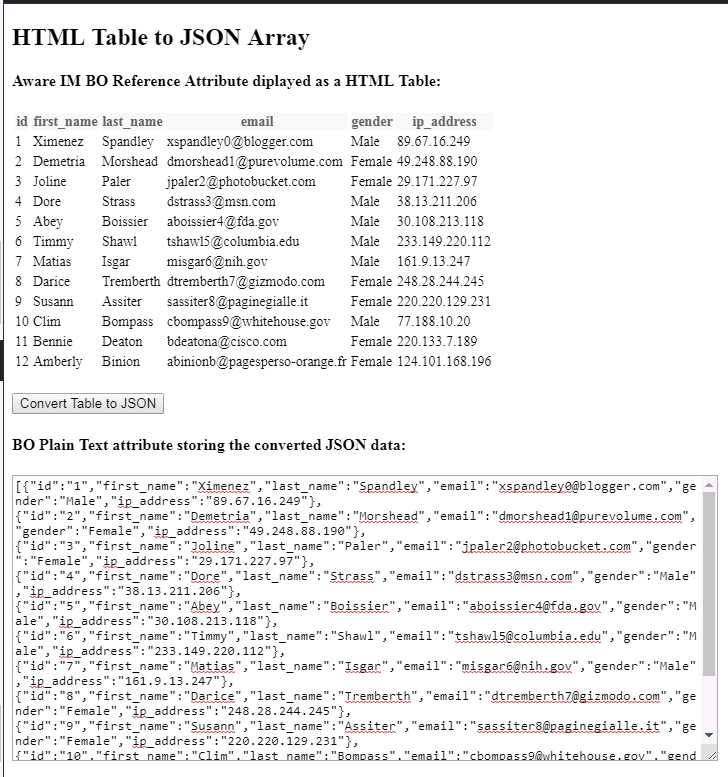 HTML Table to JSON Array
Aware IM BO Reference Attribute diplayed as a HTML Table:
id first_name last_name email gender ip_address
1 Ximenez Spandley xspandley0@blogger.com Male 89.67.16.249
2 Demetria Morshead dmorshead1@purevolume.com Female 49.248.88.190
3 Joline Paler jpaler2@photobucket.com Female 29.171.227.97
4 Dore Strass dstrass3@msn.com Male 38.13.211.206
5 Abey Boissier aboissier4@fda.gov Male 30.108.213.118
6 Timmy Shawl tshawl5@columbia.edu Male 233.149.220.112
7 Matias Isgar misgar6@nih.gov Male 161.9.13.247
8 Darice Tremberth dtremberth7@gizmodo.com Female 248.28.244.245
9 Susann Assiter sassiter8@paginegialle.it Female 220.220.129.231
10 Clim Bompass cbompass9@whitehouse.gov Male 77.188.10.20
11 Bennie Deaton bdeatona@cisco.com Female 220.133.7.189
12 Amberly Binion abinionb@pagesperso-orange.fr Female 124.101.168.196
Convert Table to JSON
BO Plain Text attribute storing the converted JSON data:
[{"id":"1","first_name":"Ximenez","last_name":"Spandley","email":"xspandley0@blogger.com","ge
nder":"Male","ip_address":"89.67.16.249"},
{"id":"2","first_name":"Demetria","last_name":"Morshead","email":"dmorshead1@purevolume.com",
"gender":"Female","ip_address":"49.248.88.190"},
{"id":"3","first_name":"Joline","last_name":"Paler","email":"jpaler2@photobucket.com","gender
":"Female","ip_address":"29.171.227.97"},
{"id":"4","first_name":"Dore","last_name":"Strass","email":"dstrass3@msn.com","gender":"Male"
,"ip_address":"38.13.211.206"},
{"id":"5","first_name":"Abey","last_name":"Boissier","email":"aboissier4@fda.gov","gender":"M
ale","ip_address":"30.108.213.118"},
{"id":"6","first_name":"Timmy","last_name":"Shawl","email":"tshawl5@columbia.edu","gender":"M
ale","ip_address":"233.149.220.112"},
{"id":"7","first_name":"Matias","last_name":"Isgar","email":"misgar6@nih.gov","gender":"Male"
,"ip_address":"161.9.13.247"},
{"id":"8","first_name":"Darice","last_name":"Tremberth","email":"dtremberth7@gizmodo.com","ge
nder":"Female","ip_address":"248.28.244.245"},
{"id":"9","first_name":"Susann","last_name":"Assiter","email":"sassiter8@paginegialle.it","ge
nder":"Female","ip_address":"220.220.129.231"},
{"id":"10","first_name":"Clim","last_name":"Bompass","email":"cbompass9@whitehouse.gov","gend